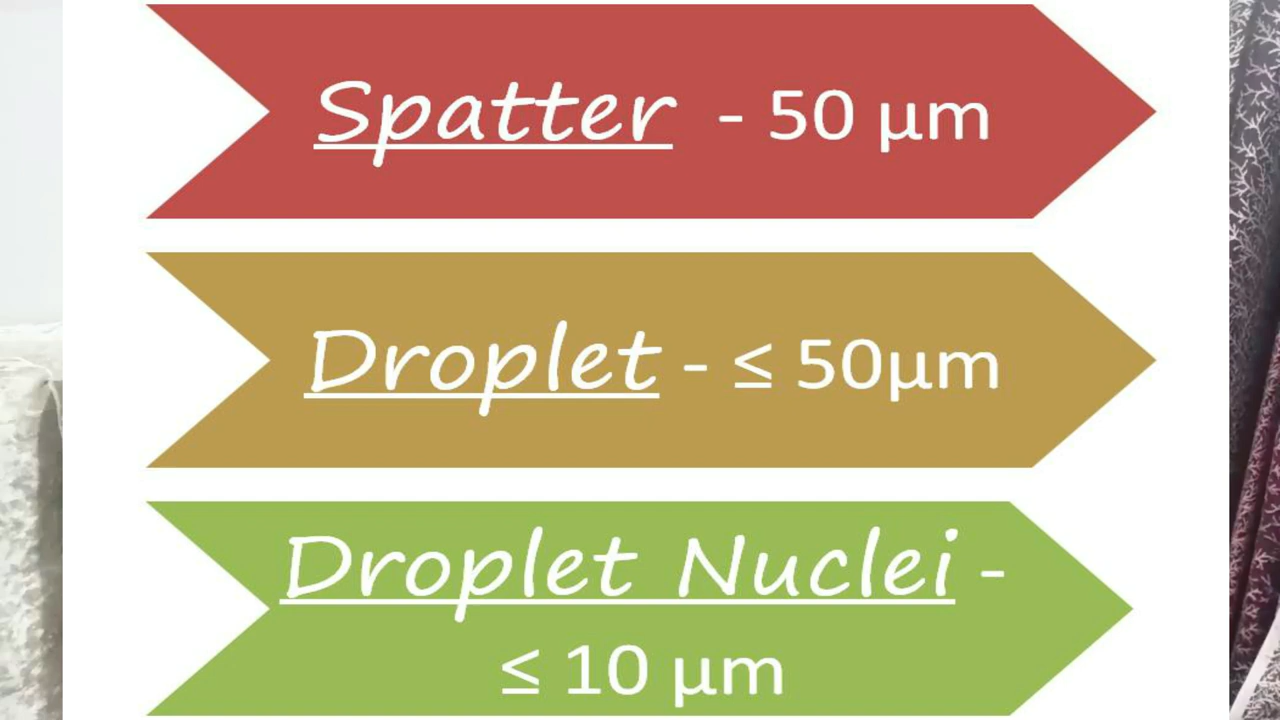 Spatter - 50 μm
Droplet - ≤ 50μm
Droplet Nuclei -
≤ 10 μm